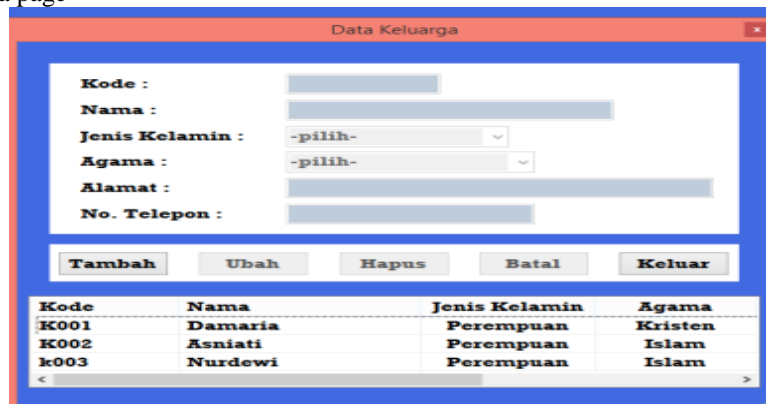 a page
Data Keluarga
x
Kode :
Nama :
Jenis Kelamin : -pilih-
Agama : -pilih-
Alamat :
No. Telepon :
Tambah Ubah Hapus Batal Keluar
Kode Nama Jenis Kelamin Agama
K001 Damaria Perempuan Kristen
K002 Asniati Perempuan Islam
k003 Nurdewi Perempuan Islam